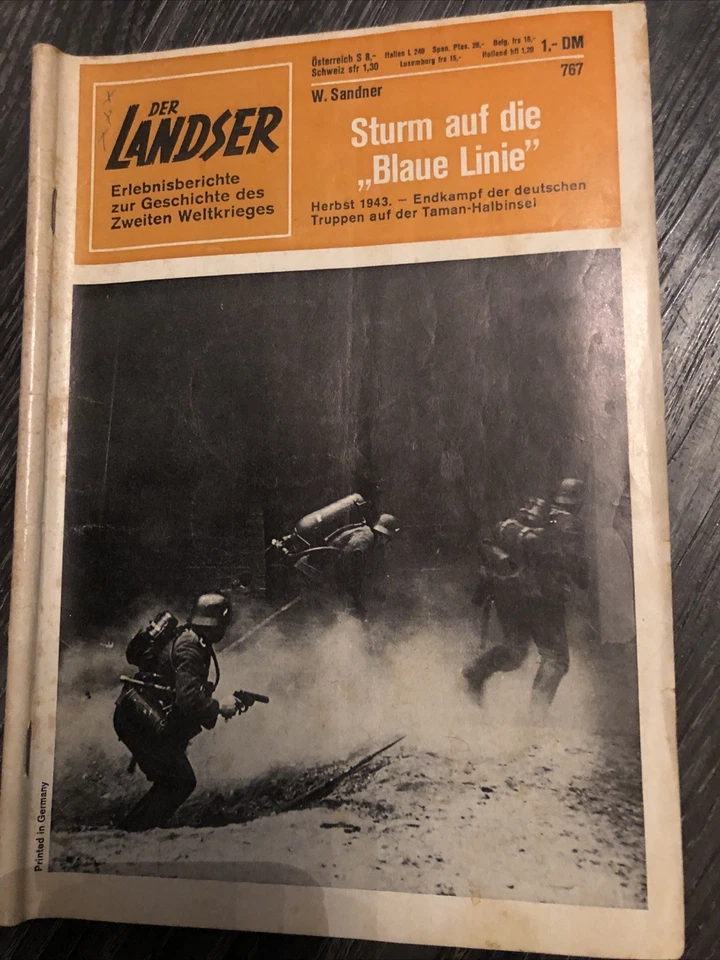 Österreich S 8,- Italien L 240 Span. Ptas. 26,- Belg. frs 16,- 1,- DM
Schweiz sfr 1,30 Luxemburg frs 15,- Holland hfl 1,20
767
DER
LANDSER
Erlebnisberichte
zur Geschichte des
Zweiten Weltkrieges
W. Sandner
Sturm auf die
„Blaue Linie”
Herbst 1943. – Endkampf der deutschen
Truppen auf der Taman-Halbinsel
Printed in Germany